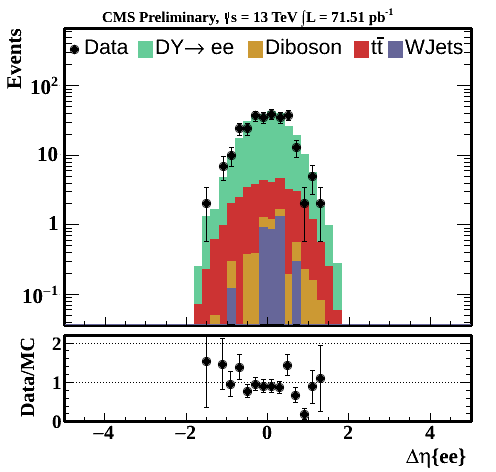 CMS Preliminary, √s = 13 TeV ∫L = 71.51 pb⁻¹
Events
Data DY→ ee Diboson tt̄ WJets
10²
10
1
10⁻¹
Data/MC
2
1
0
−4 −2 0 2 4
Δη{ee}